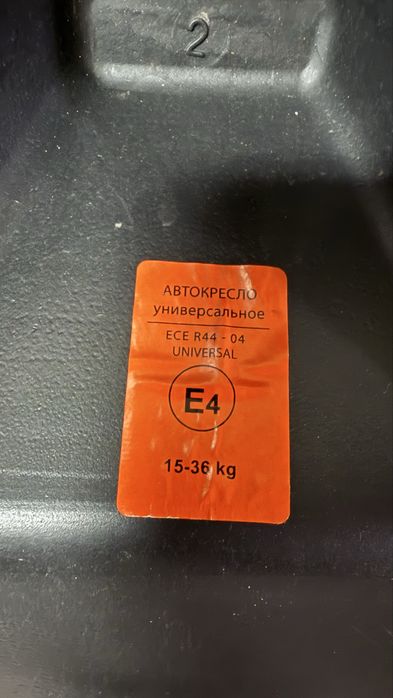 2
АВТОКРЕСЛО
универсальное
ECE R44 - 04
UNIVERSAL
E4
15-36 kg